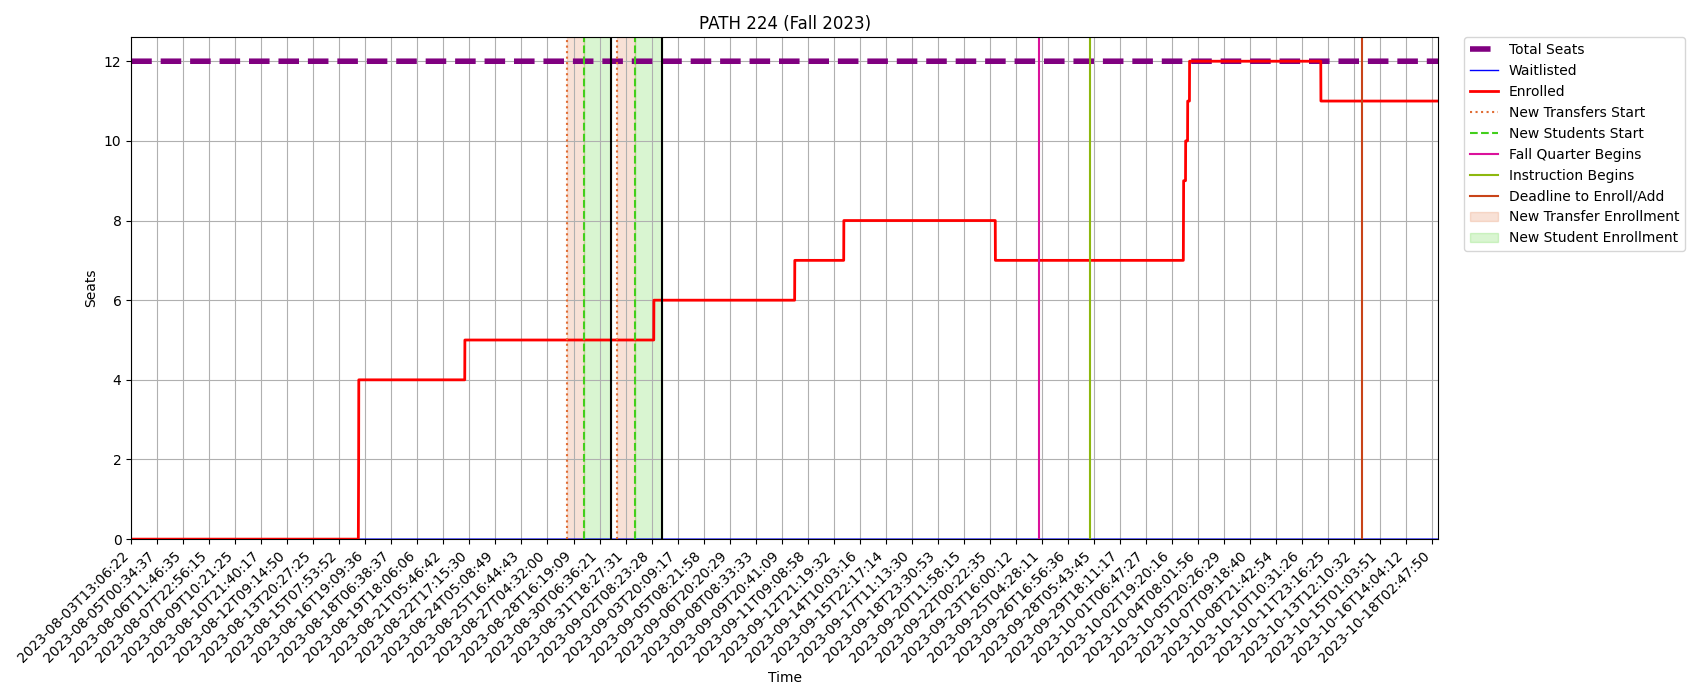 PATH 224 (Fall 2023)
Total Seats
Waitlisted
Enrolled
New Transfers Start
New Students Start
Fall Quarter Begins
Instruction Begins
Deadline to Enroll/Add
New Transfer Enrollment
New Student Enrollment
Seats
12
10
8
6
4
2
0
2023-08-03T13:06:22
2023-08-05T00:34:37
2023-08-06T11:46:35
2023-08-07T22:56:15
2023-08-09T10:21:25
2023-08-10T21:40:17
2023-08-12T09:14:50
2023-08-13T20:27:25
2023-08-15T07:53:52
2023-08-16T19:09:36
2023-08-18T06:38:37
2023-08-19T18:06:06
2023-08-21T05:46:42
2023-08-22T17:15:30
2023-08-24T05:08:49
2023-08-25T16:44:43
2023-08-27T04:32:00
2023-08-28T16:19:09
2023-08-30T06:36:21
2023-08-31T18:27:31
2023-09-02T08:23:28
2023-09-03T20:09:17
2023-09-05T08:21:58
2023-09-06T20:20:29
2023-09-08T08:33:33
2023-09-09T20:41:09
2023-09-11T09:08:58
2023-09-12T21:19:32
2023-09-14T10:03:16
2023-09-15T22:17:14
2023-09-17T11:13:30
2023-09-18T23:30:53
2023-09-20T11:58:15
2023-09-22T00:22:35
2023-09-23T16:00:12
2023-09-25T04:28:11
2023-09-26T16:56:36
2023-09-28T05:43:45
2023-09-29T18:11:17
2023-10-01T06:47:27
2023-10-02T19:20:16
2023-10-04T08:01:56
2023-10-05T20:26:29
2023-10-07T09:18:40
2023-10-08T21:42:54
2023-10-10T10:31:26
2023-10-11T23:16:25
2023-10-13T12:10:32
2023-10-15T01:03:51
2023-10-16T14:04:12
2023-10-18T02:47:50
Time